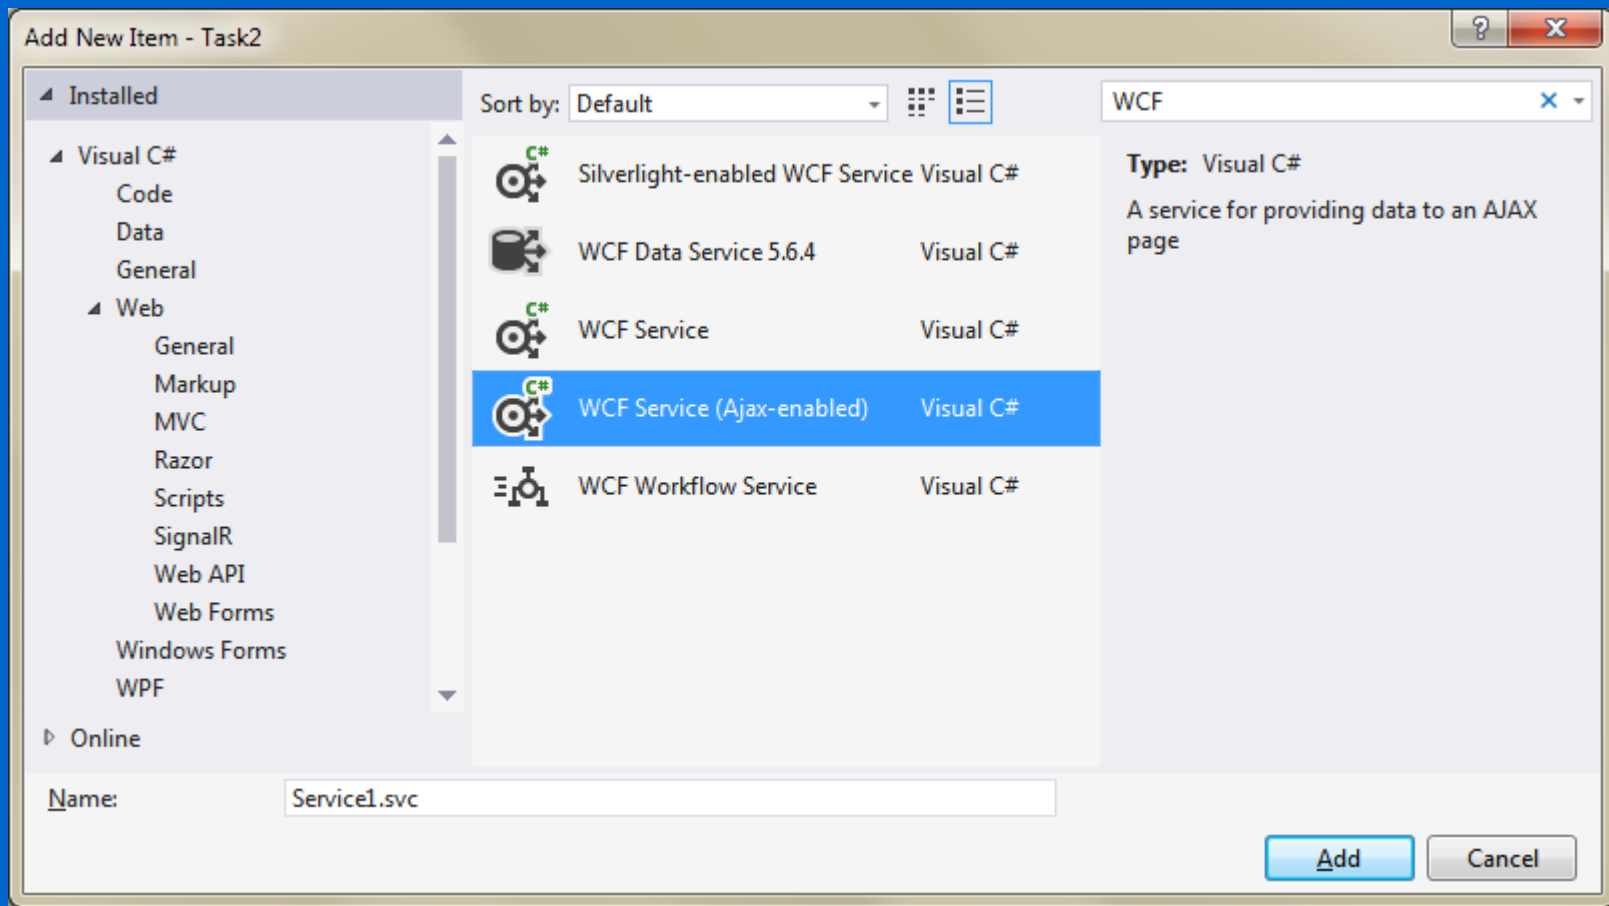 Add New Item - Task2
Installed
Visual C#
Code
Data
General
Web
General
Markup
MVC
Razor
Scripts
SignalR
Web API
Web Forms
Windows Forms
WPF
Online
Sort by: Default
C#
Silverlight-enabled WCF Service Visual C#
WCF Data Service 5.6.4 Visual C#
C#
WCF Service Visual C#
C#
WCF Service (Ajax-enabled) Visual C#
WCF Workflow Service Visual C#
WCF
Type: Visual C#
A service for providing data to an AJAX
page
Name: Service1.svc
Add Cancel